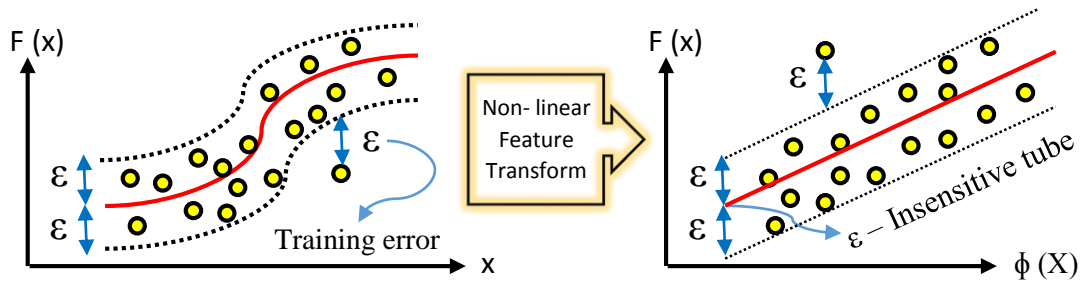 F (x)
ε
ε
ε
Training error
x
Non- linear
Feature
Transform
F(x)
ε
ε
ε
ε – Insensitive tube
ϕ (X)